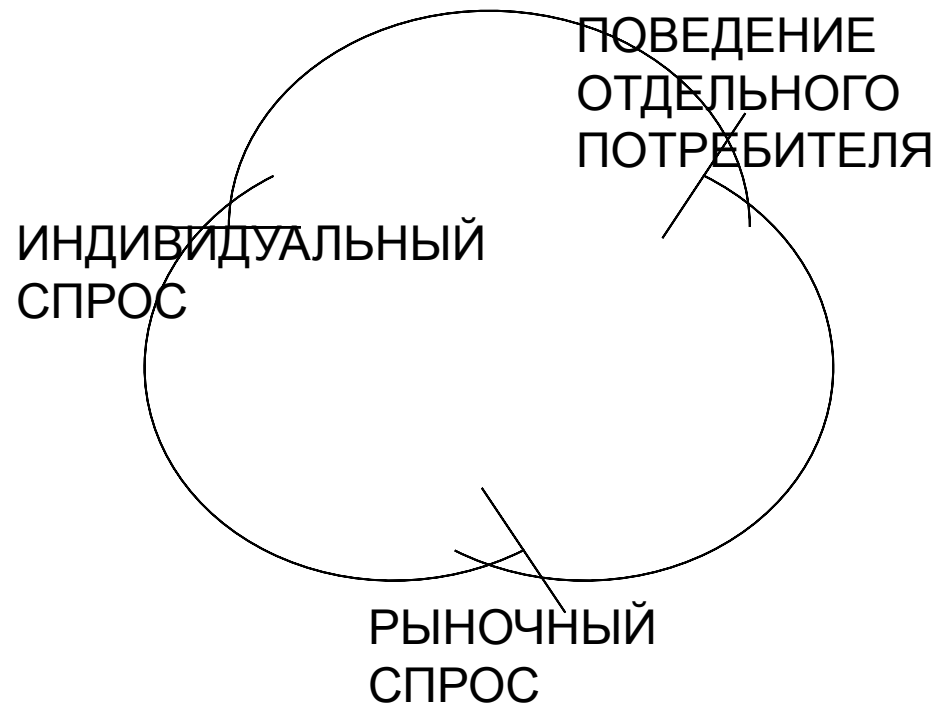 ПОВЕДЕНИЕ
ОТДЕЛЬНОГО
ПОТРЕБИТЕЛЯ
ИНДИВИДУАЛЬНЫЙ
СПРОС
РЫНОЧНЫЙ
СПРОС